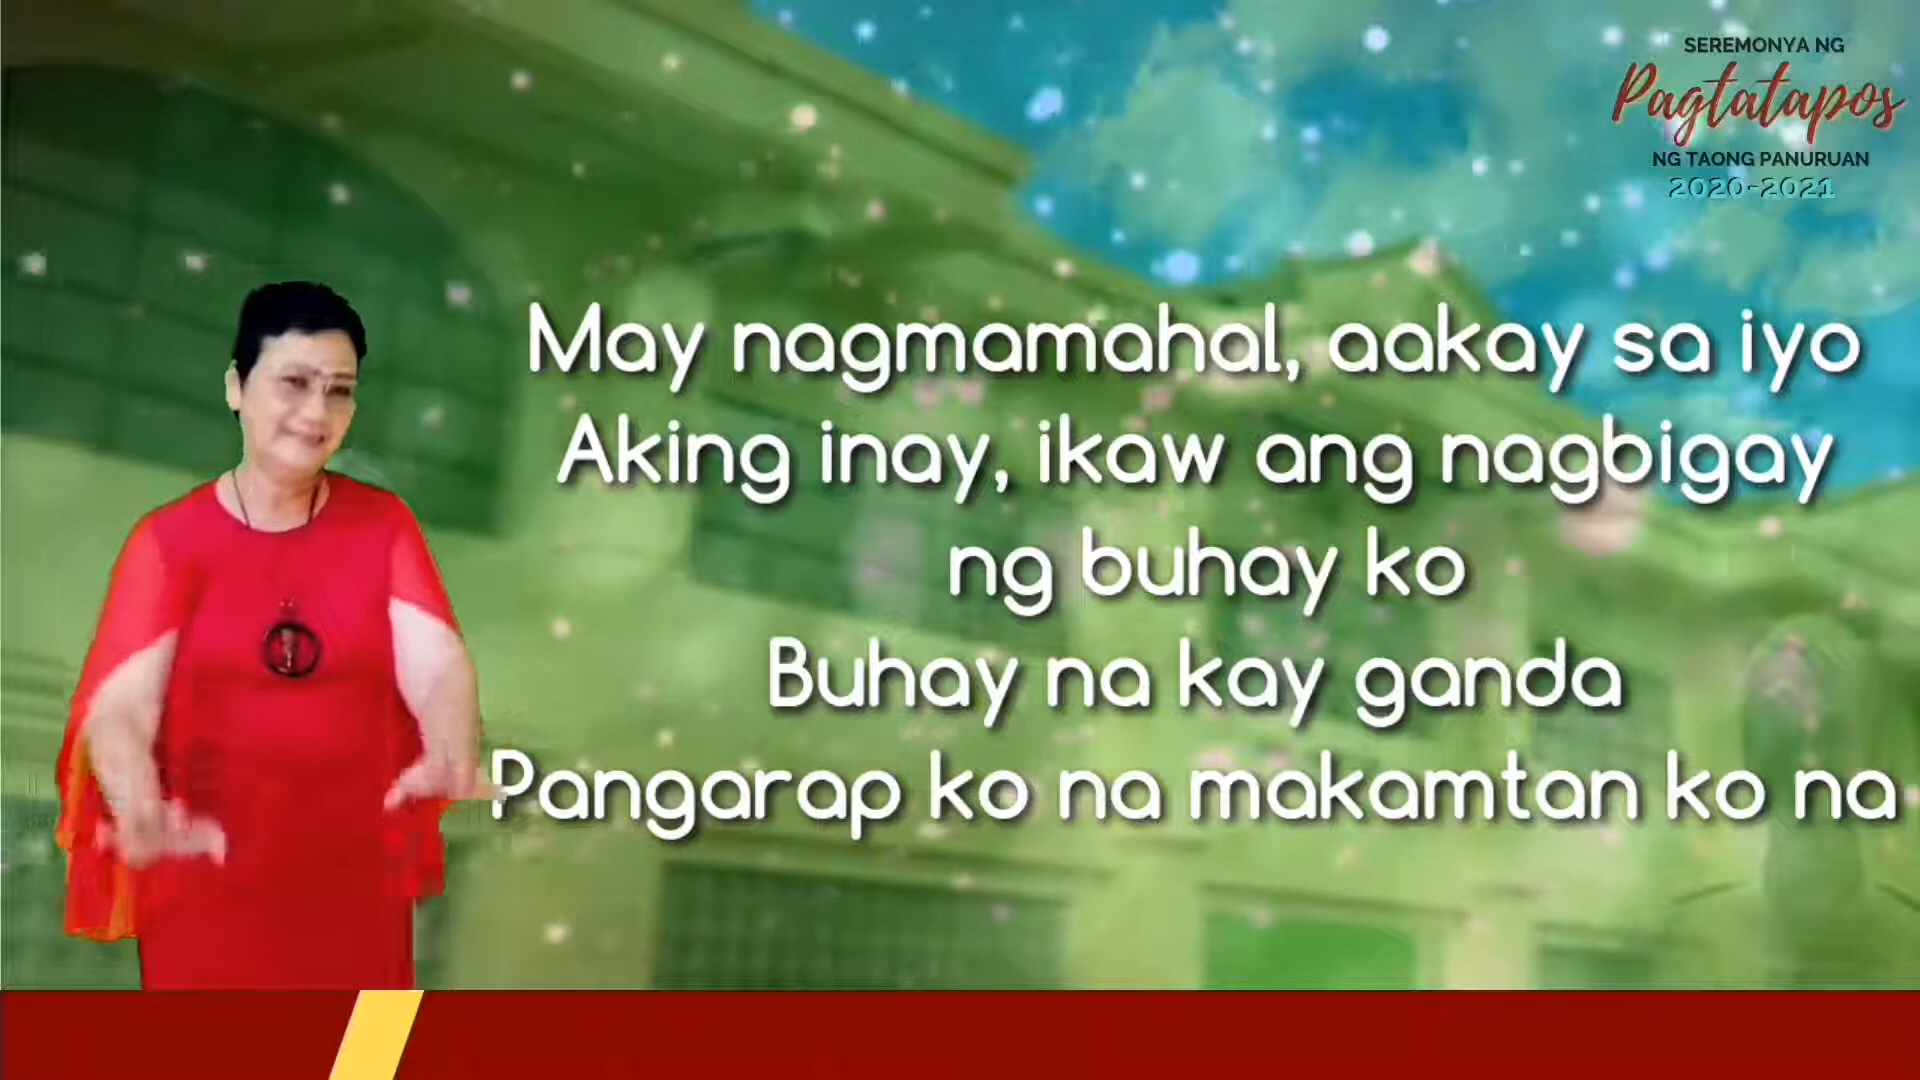 SEREMONYA NG
Pagtatapos
NG TAONG PANURUAN
2020-2021
May nagmamahal, aakay sa iyo
Aking inay, ikaw ang nagbigay
ng buhay ko
Buhay na kay ganda
Pangarap ko na makamtan ko na